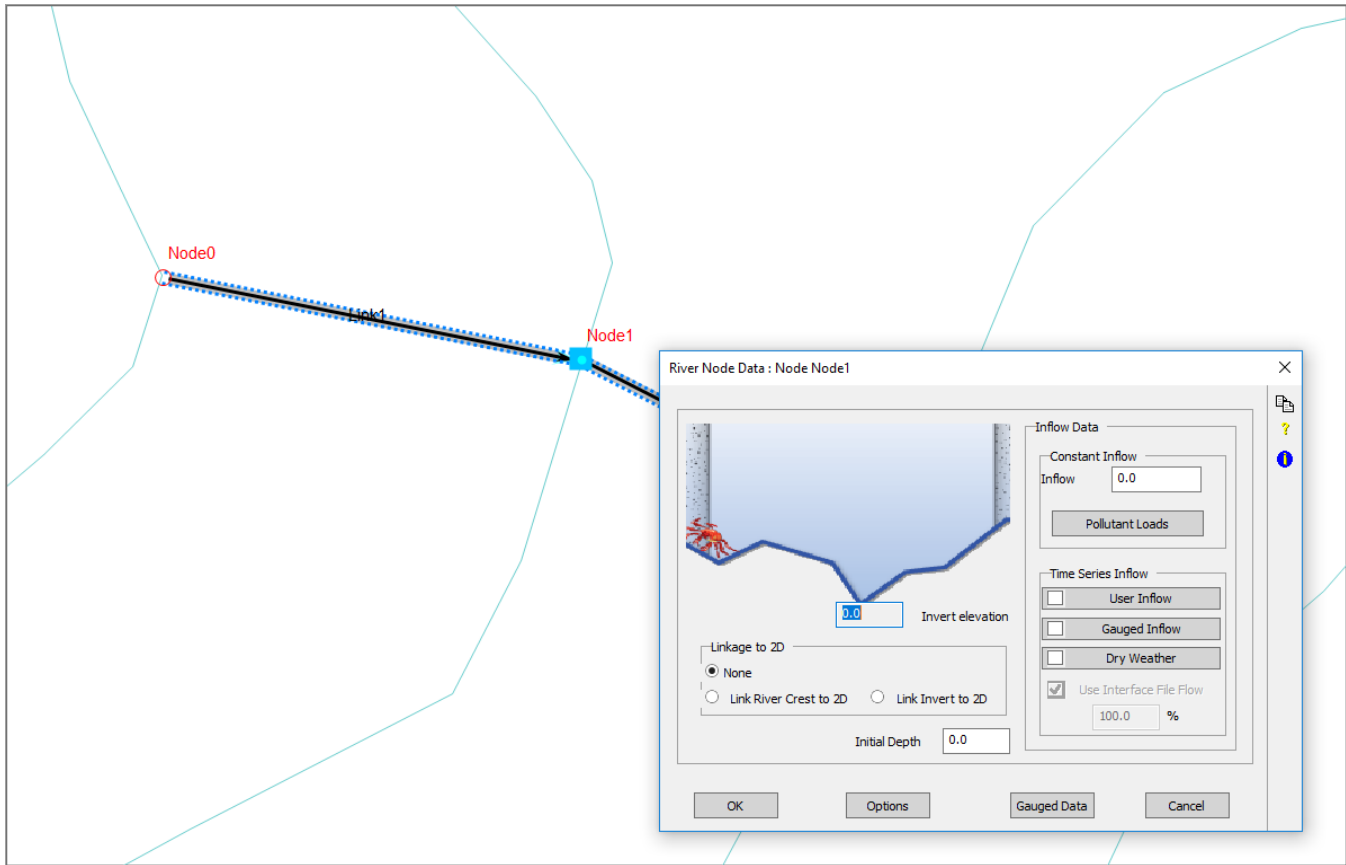 Node0
Link1
Node1
River Node Data : Node Node1
Inflow Data
Constant Inflow
Inflow 0.0
Pollutant Loads
Time Series Inflow
User Inflow
Gauged Inflow
Dry Weather
Use Interface File Flow
100.0 %
0.0 Invert elevation
Linkage to 2D
None
Link River Crest to 2D Link Invert to 2D
Initial Depth 0.0
OK Options Gauged Data Cancel